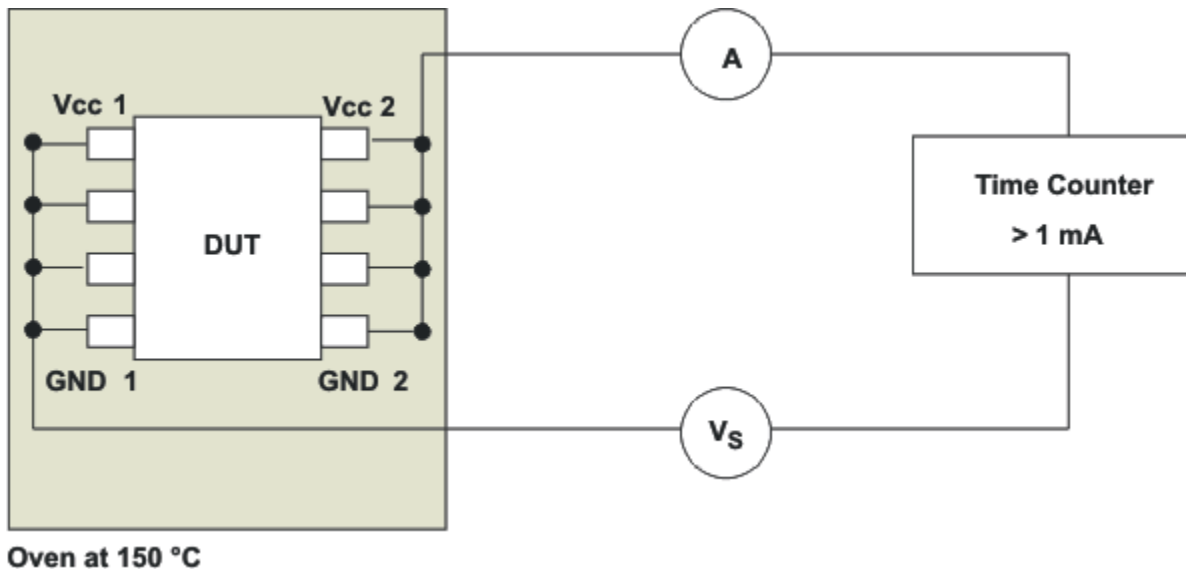 A
Vcc 1
Vcc 2
Time Counter
> 1 mA
DUT
GND 1
GND 2
VS
Oven at 150 °C